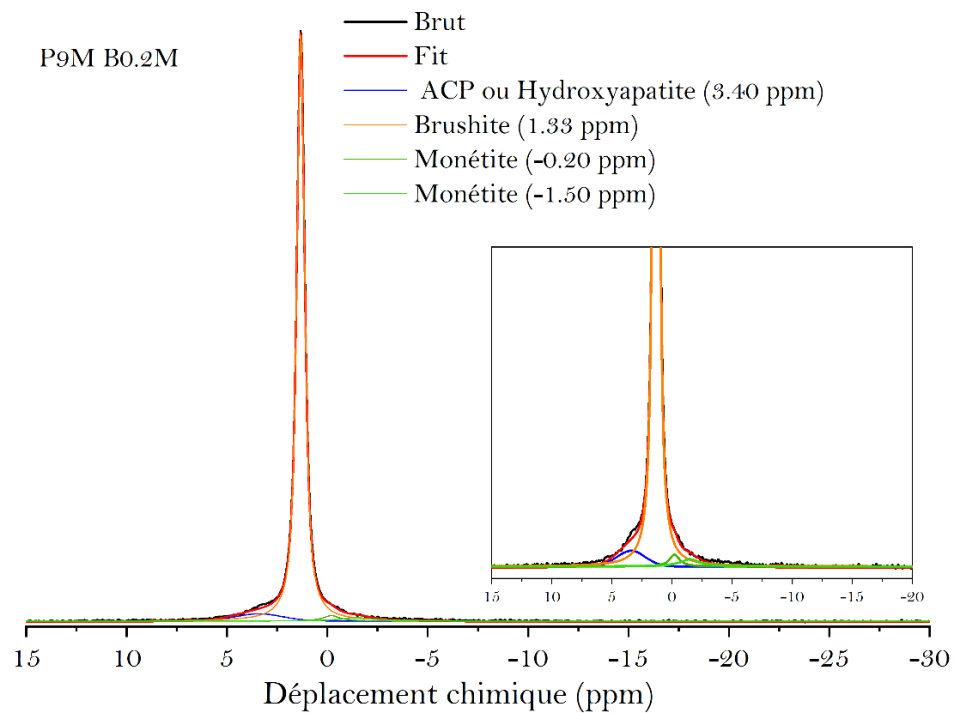 P9M B0.2M
Brut
Fit
ACP ou Hydroxyapatite (3.40 ppm)
Brushite (1.33 ppm)
Monétite (-0.20 ppm)
Monétite (-1.50 ppm)
15 10 5 0 -5 -10 -15 -20
15 10 5 0 -5 -10 -15 -20 -25 -30
Déplacement chimique (ppm)